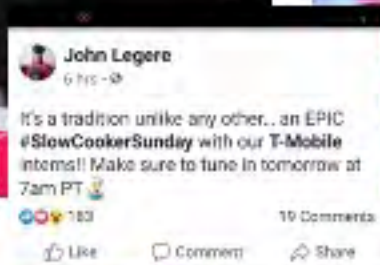 John Legere
6 hrs ·
It's a tradition unlike any other... an EPIC
#SlowCookerSunday with our T-Mobile
interns!! Make sure to tune in tomorrow at
7am PT
183
19 Comments
Like
Comment
Share